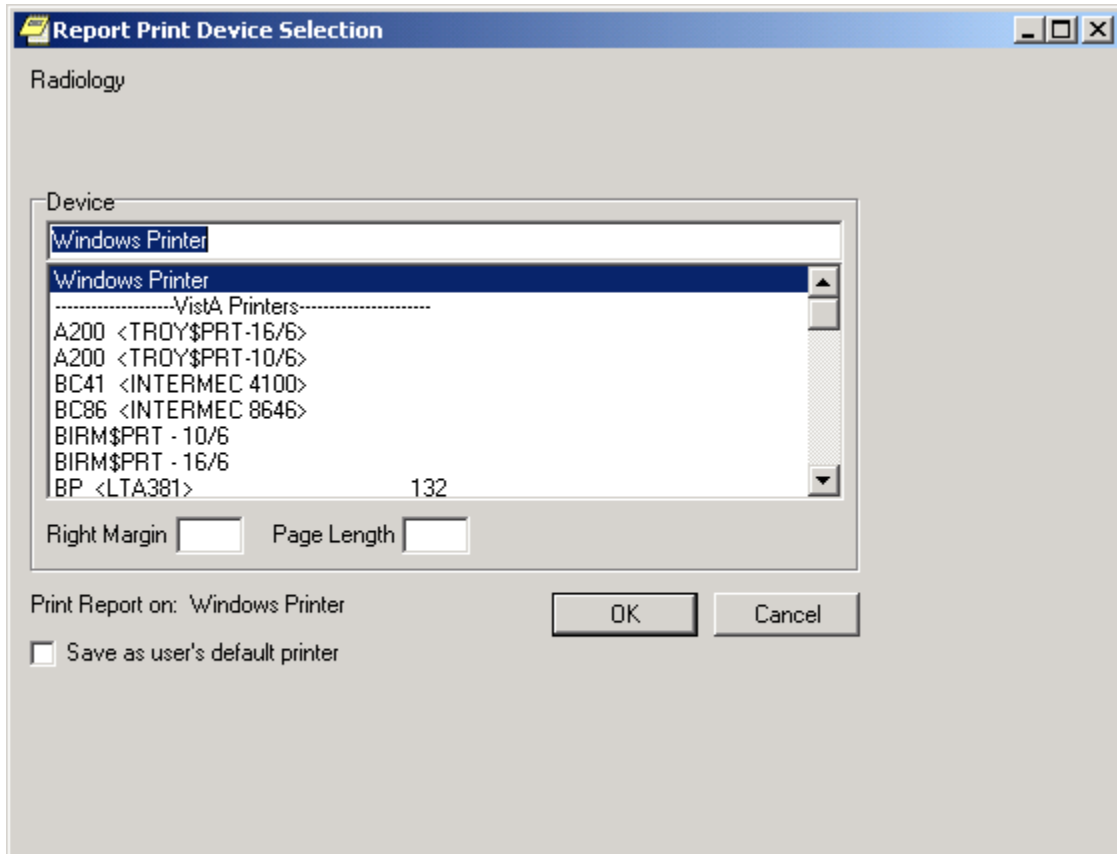 Report Print Device Selection
Radiology
Device
Windows Printer
Windows Printer
--------------------VistA Printers----------------------
A200 <TROY$PRT-16/6>
A200 <TROY$PRT-10/6>
BC41 <INTERMEC 4100>
BC86 <INTERMEC 8646>
BIRM$PRT - 10/6
BIRM$PRT - 16/6
BP <LTA381> 132
Right Margin Page Length
Print Report on: Windows Printer OK Cancel
Save as user's default printer